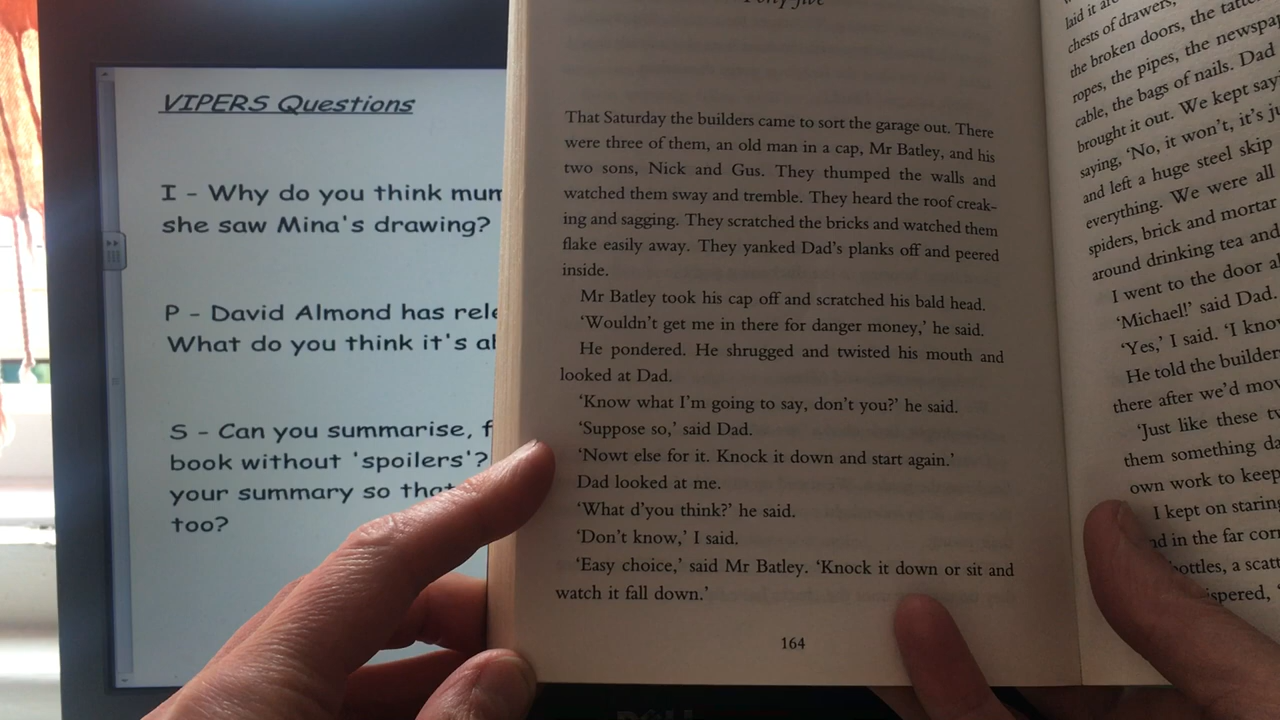 VIPERS Questions
I - Why do you think mum
she saw Mina's drawing?
P - David Almond has rele
What do you think it's a
S - Can you summarise, f
book without 'spoilers'?
your summary so that
too?
That Saturday the builders came to sort the garage out. There
were three of them, an old man in a cap, Mr Batley, and his
two sons, Nick and Gus. They thumped the walls and
watched them sway and tremble. They heard the roof creak-
ing and sagging. They scratched the bricks and watched them
flake easily away. They yanked Dad's planks off and peered
inside.
Mr Batley took his cap off and scratched his bald head.
'Wouldn't get me in there for danger money,' he said.
He pondered. He shrugged and twisted his mouth and
looked at Dad.
'Know what I'm going to say, don't you?' he said.
'Suppose so,' said Dad.
'Nowt else for it. Knock it down and start again.'
Dad looked at me.
'What d'you think?' he said.
'Don't know,' I said.
'Easy choice,' said Mr Batley. 'Knock it down or sit and
watch it fall down.'
164
laid it
chests of drawers,
the broken doors, the
ropes, the pipes, the
cable, the bags of nails. Dad
brought it out. We kept
saying, 'No, it won't, it's
and left a huge steel skip
everything. We were all
spiders, brick and mortar
around drinking tea and
I went to the door
'Michael!' said Dad.
'Yes,' I said. 'I
He told the
there after we'd
'Just like these
them something
own work to keep
I kept on
in the far
a